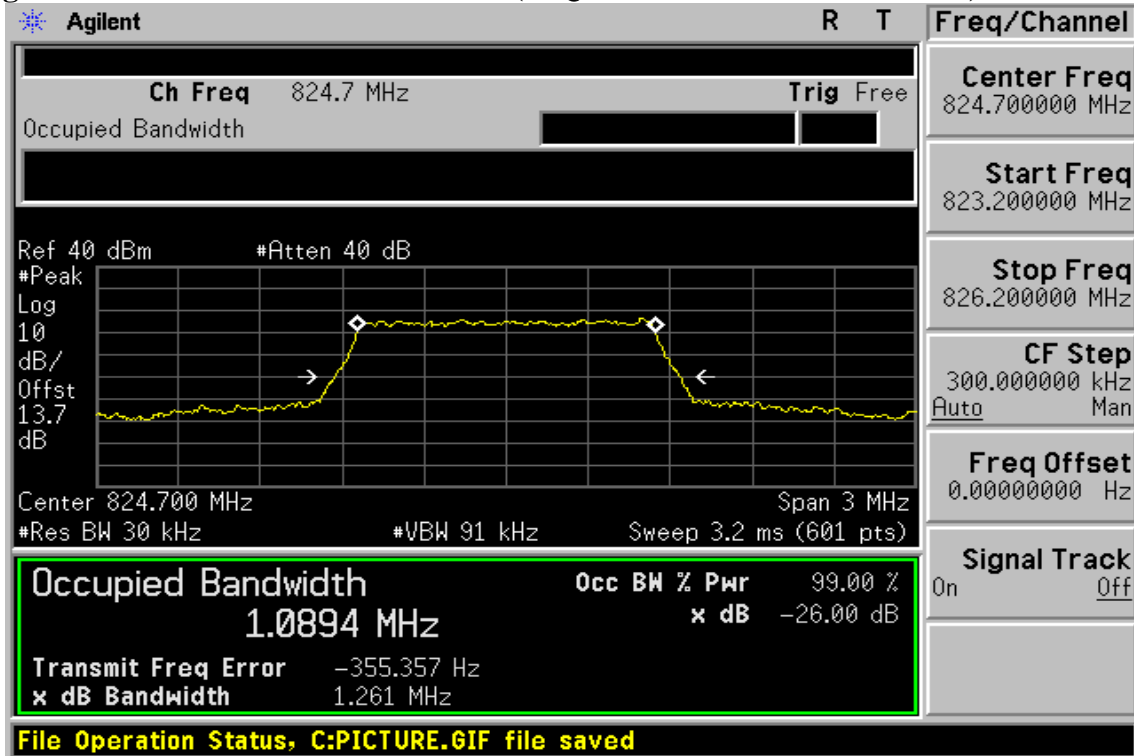 Agilent R T
Ch Freq 824.7 MHz Trig Free
Occupied Bandwidth
Ref 40 dBm #Atten 40 dB
#Peak
Log
10
dB/
Offst
13.7
dB
Center 824.700 MHz Span 3 MHz
#Res BW 30 kHz #VBW 91 kHz Sweep 3.2 ms (601 pts)
Occupied Bandwidth
1.0894 MHz
Occ BW % Pwr 99.00 %
x dB -26.00 dB
Transmit Freq Error -355.357 Hz
x dB Bandwidth 1.261 MHz
File Operation Status, C:PICTURE.GIF file saved
Freq/Channel
Center Freq
824.700000 MHz
Start Freq
823.200000 MHz
Stop Freq
826.200000 MHz
CF Step
300.000000 kHz
Auto Man
Freq Offset
0.00000000 Hz
Signal Track
On Off